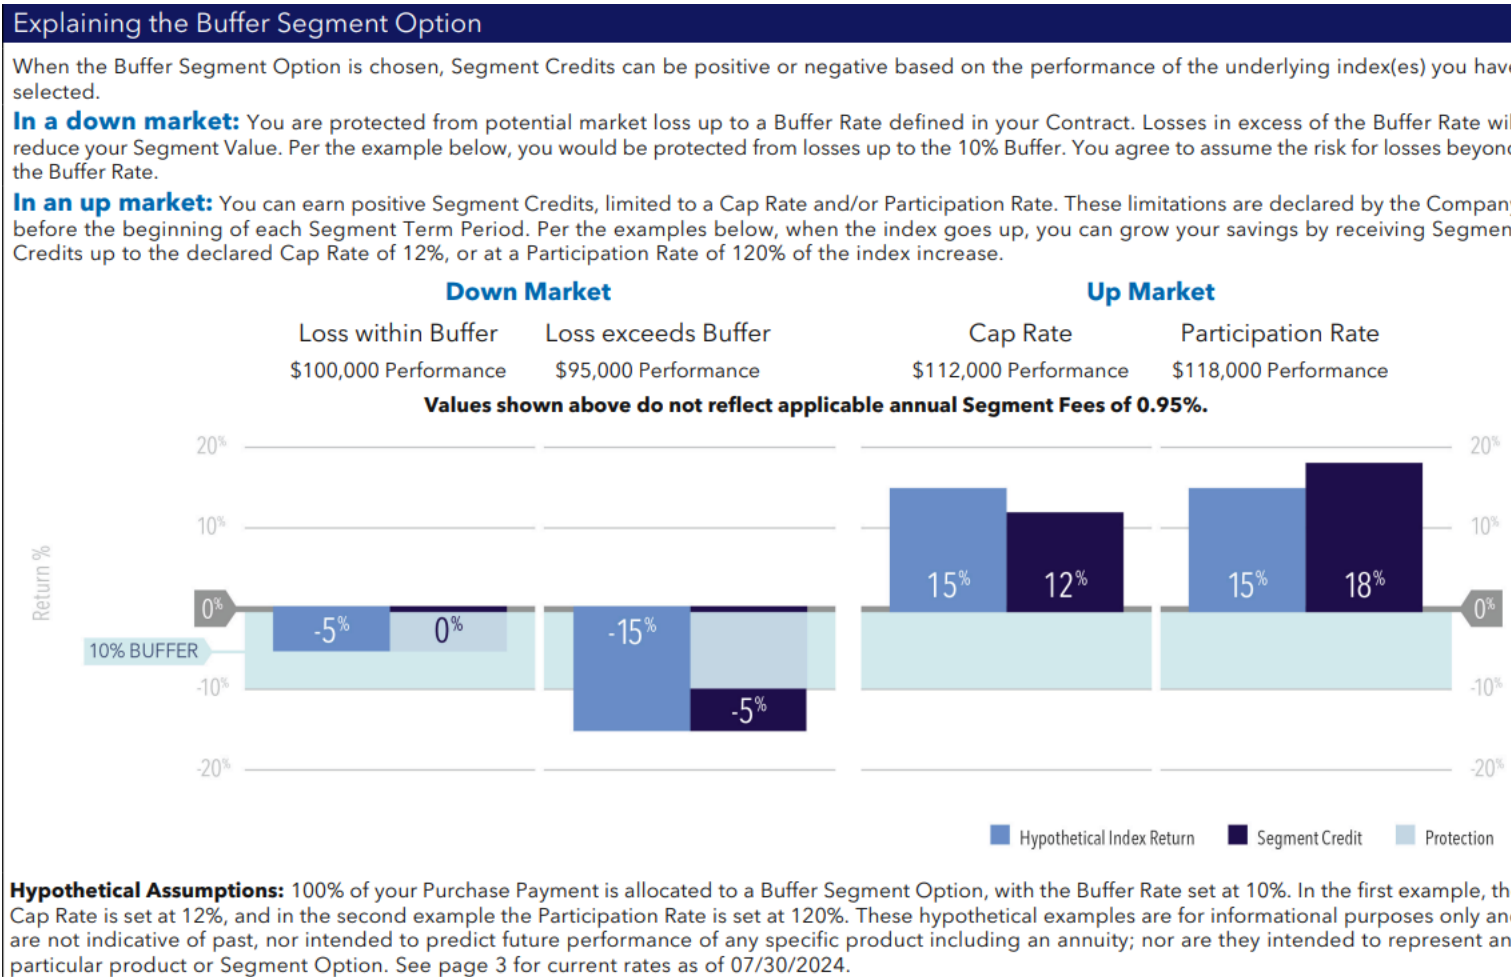 Explaining the Buffer Segment Option
When the Buffer Segment Option is chosen, Segment Credits can be positive or negative based on the performance of the underlying index(es) you have
selected.
In a down market: You are protected from potential market loss up to a Buffer Rate defined in your Contract. Losses in excess of the Buffer Rate wil
reduce your Segment Value. Per the example below, you would be protected from losses up to the 10% Buffer. You agree to assume the risk for losses beyond
the Buffer Rate.
In an up market: You can earn positive Segment Credits, limited to a Cap Rate and/or Participation Rate. These limitations are declared by the Company
before the beginning of each Segment Term Period. Per the examples below, when the index goes up, you can grow your savings by receiving Segmen
Credits up to the declared Cap Rate of 12%, or at a Participation Rate of 120% of the index increase.
Down Market Up Market
Loss within Buffer Loss exceeds Buffer Cap Rate Participation Rate
$100,000 Performance $95,000 Performance $112,000 Performance $118,000 Performance
Values shown above do not reflect applicable annual Segment Fees of 0.95%.
20% 20%
10% 10%
Return %
15% 12% 15% 18%
0% 0%
-5% 0% -15%
10% BUFFER
-10% -10%
-5%
-20% -20%
Hypothetical Index Return Segment Credit Protection
Hypothetical Assumptions: 100% of your Purchase Payment is allocated to a Buffer Segment Option, with the Buffer Rate set at 10%. In the first example, th
Cap Rate is set at 12%, and in the second example the Participation Rate is set at 120%. These hypothetical examples are for informational purposes only an
are not indicative of past, nor intended to predict future performance of any specific product including an annuity; nor are they intended to represent an
particular product or Segment Option. See page 3 for current rates as of 07/30/2024.